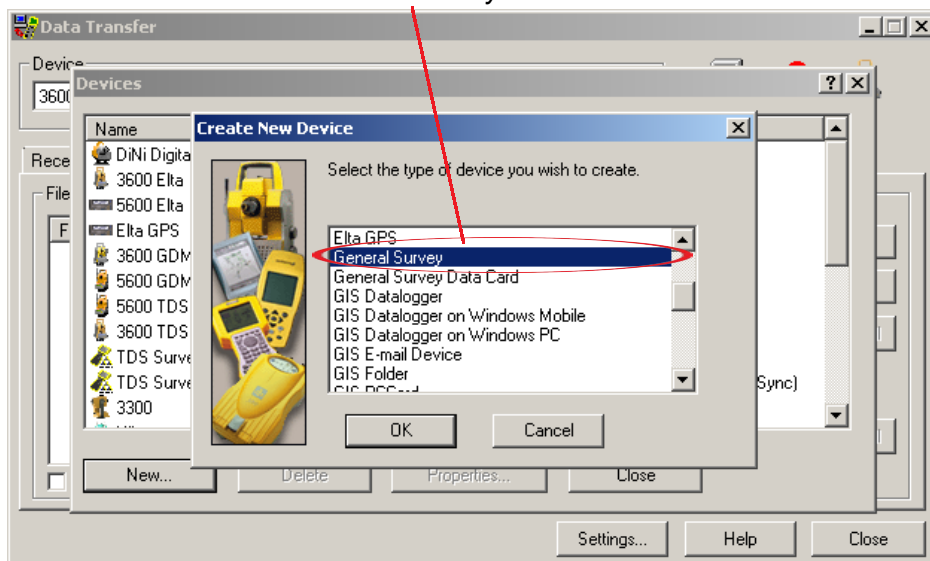 Data Transfer
Device
Devices
Name
Create New Device
DiNi Digita
3600 Elta
5600 Elta
Elta GPS
3600 GDM
5600 GDM
5600 TDS
3600 TDS
TDS Surve
TDS Surve
Sync)
3300
Select the type of device you wish to create.
Elta GPS
General Survey
General Survey Data Card
GIS Datalogger
GIS Datalogger on Windows Mobile
GIS Datalogger on Windows PC
GIS E-mail Device
GIS Folder
OK
Cancel
New...
Delete
Properties...
Close
Settings...
Help
Close